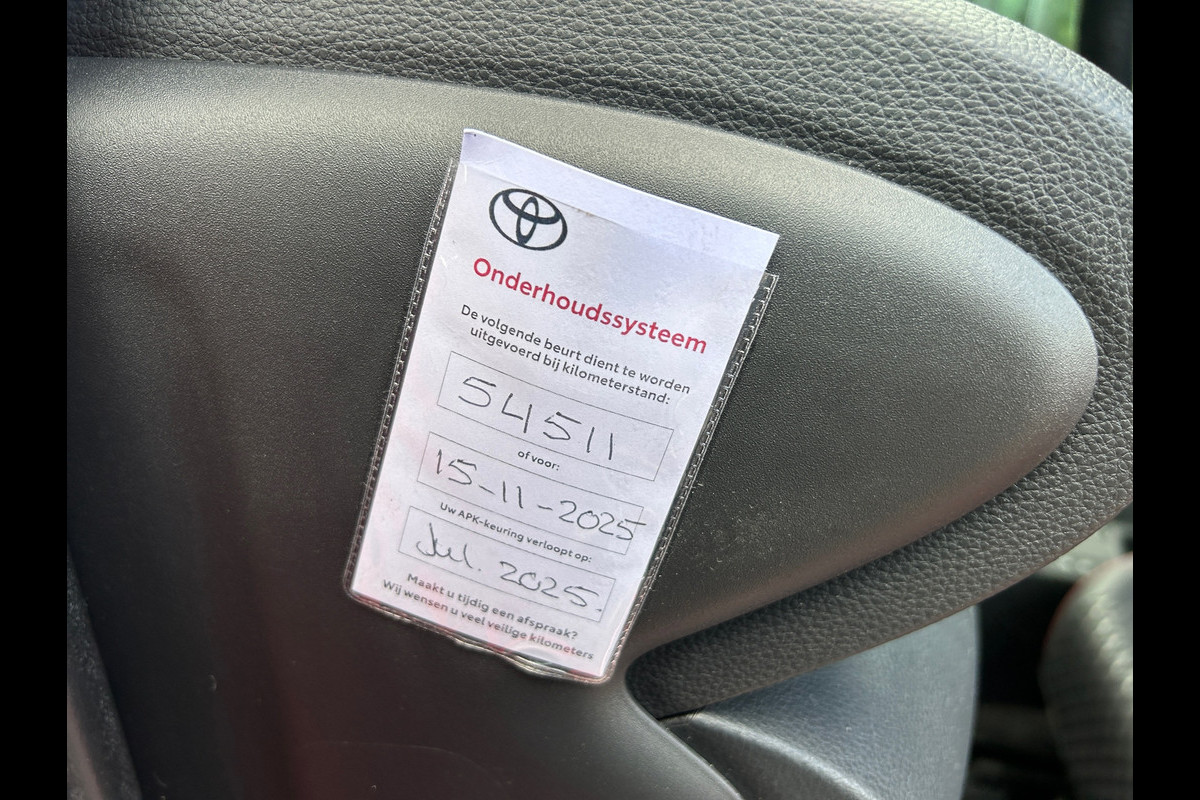 Onderhoudssysteem
De volgende beurt dient te worden
uitgevoerd bij kilometerstand:
54511
of voor:
15-11-2025
Uw APK-keuring verloopt op:
Jul. 2025.
Maakt u tijdig een afspraak?
Wij wensen u veel veilige kilometers